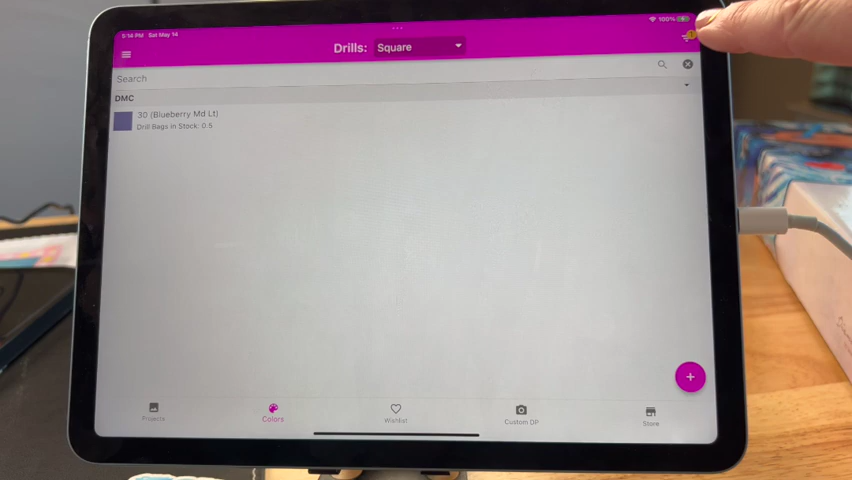 5:14 PM Sat May 14
100%
Drills: Square
1
Search
DMC
30 (Blueberry Md Lt)
Drill Bags in Stock: 0.5
Projects
Colors
Wishlist
Custom DP
Store